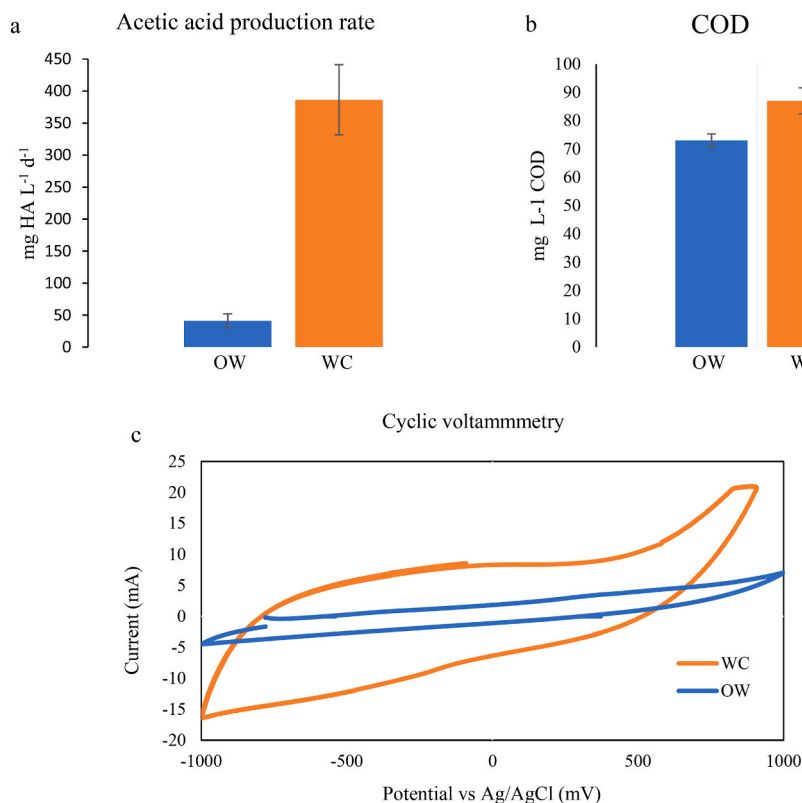 a
Acetic acid production rate
mg HA L⁻¹ d⁻¹
450
400
350
300
250
200
150
100
50
0
OW WC
b
COD
mg L-1 COD
100
90
80
70
60
50
40
30
20
10
0
OW W
c
Cyclic voltammmetry
Current (mA)
25
20
15
10
5
0
-5
-10
-15
-20
-1000 -500 0 500 1000
WC
OW
Potential vs Ag/AgCl (mV)